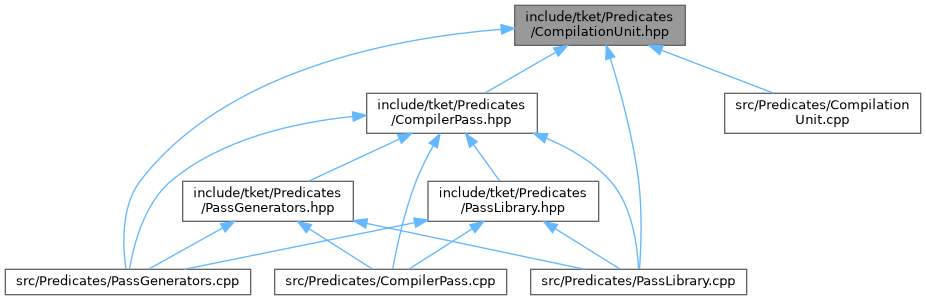 include/tket/Predicates
/CompilationUnit.hpp
include/tket/Predicates
/CompilerPass.hpp
src/Predicates/Compilation
Unit.cpp
include/tket/Predicates
/PassGenerators.hpp
include/tket/Predicates
/PassLibrary.hpp
src/Predicates/PassGenerators.cpp
src/Predicates/CompilerPass.cpp
src/Predicates/PassLibrary.cpp